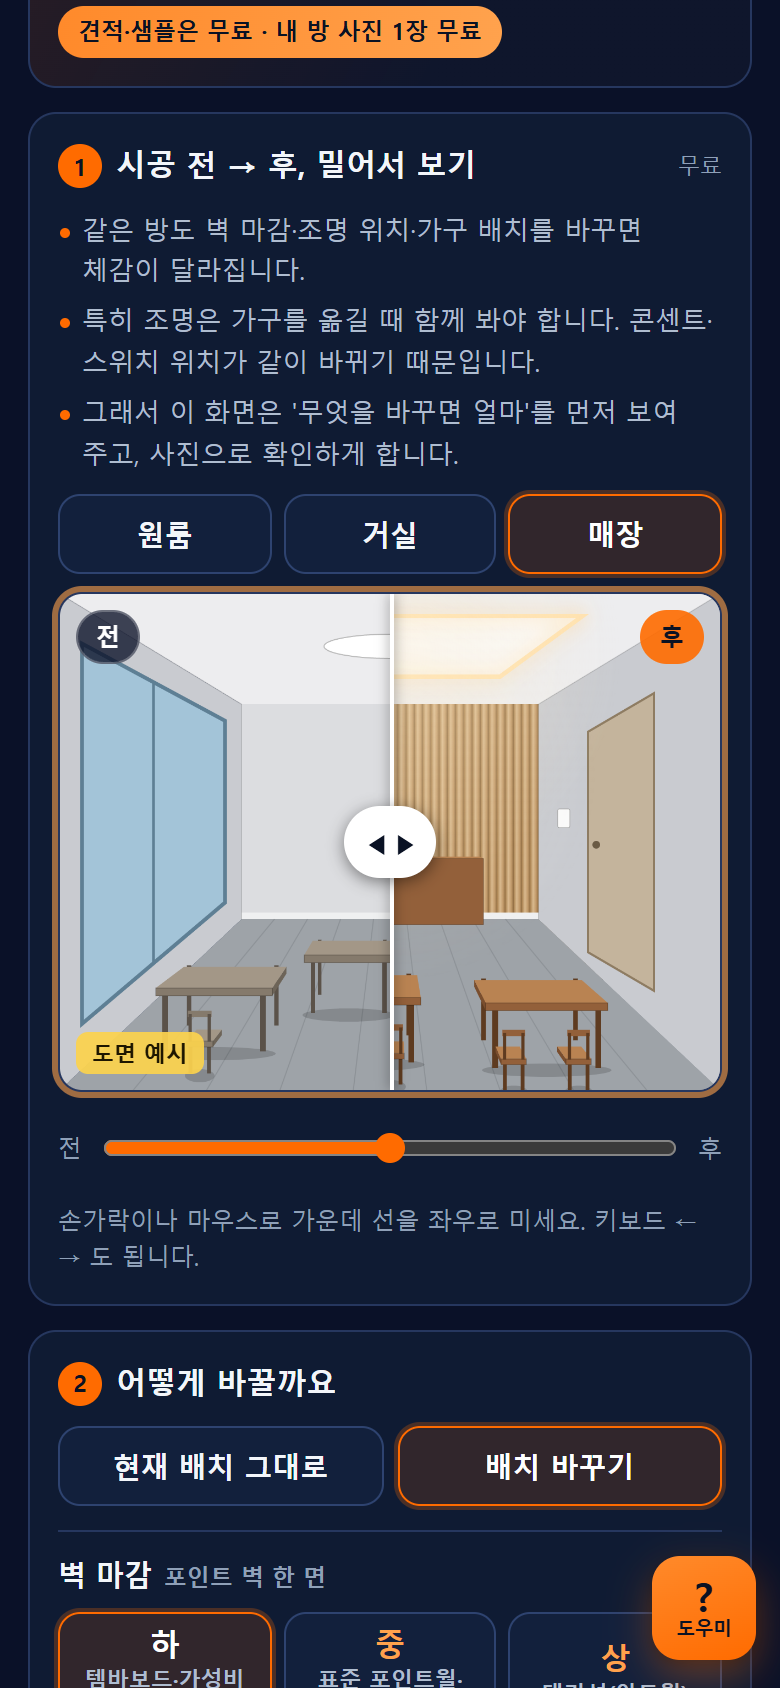 견적·샘플은 무료 · 내 방 사진 1장 무료
1 시공 전 → 후, 밀어서 보기 무료
같은 방도 벽 마감·조명 위치·가구 배치를 바꾸면
체감이 달라집니다.
특히 조명은 가구를 옮길 때 함께 봐야 합니다. 콘센트·
스위치 위치가 같이 바뀌기 때문입니다.
그래서 이 화면은 '무엇을 바꾸면 얼마'를 먼저 보여
주고, 사진으로 확인하게 합니다.
원룸 거실 매장
전 후
도면 예시
전 후
손가락이나 마우스로 가운데 선을 좌우로 미세요. 키보드 ←
→ 도 됩니다.
2 어떻게 바꿀까요
현재 배치 그대로 배치 바꾸기
벽 마감 포인트 벽 한 면
?
도우미
하 중 상
템바보드·가성비 표준 포인트월·